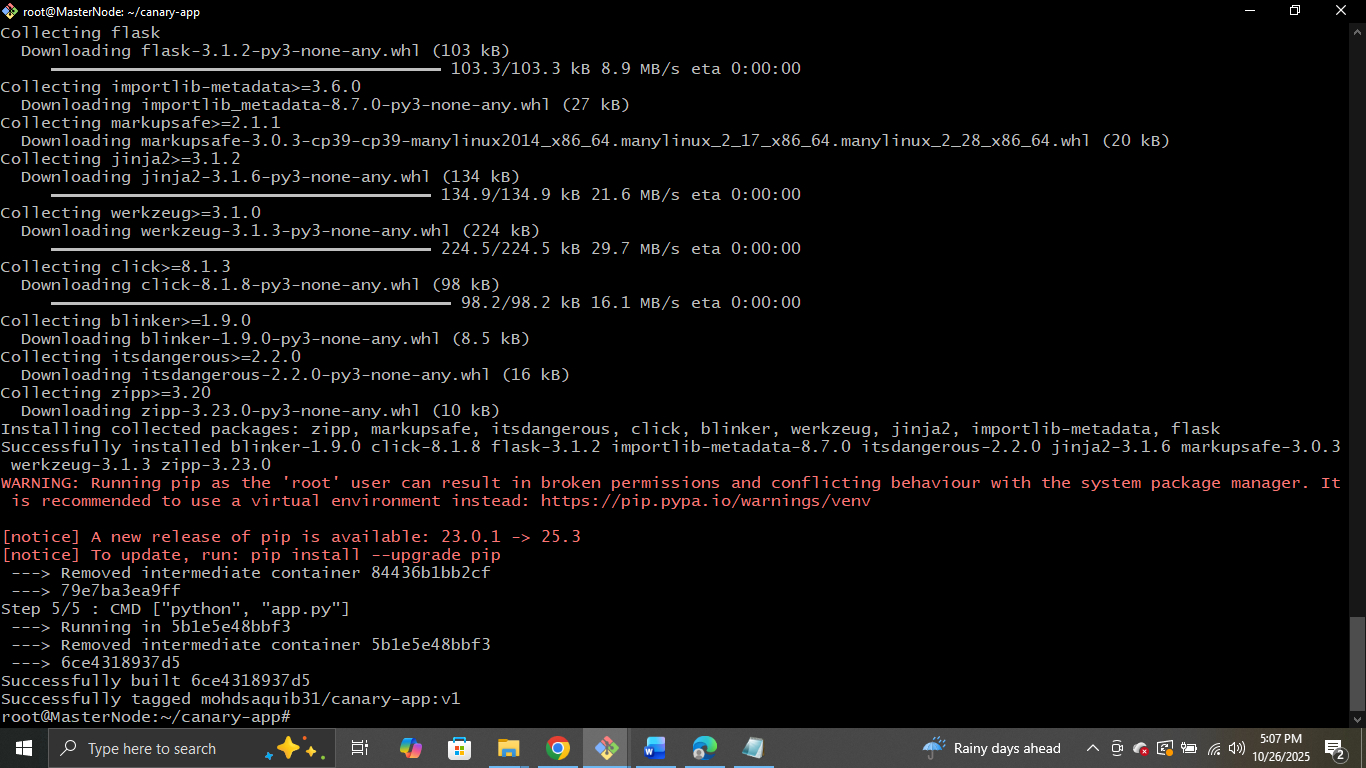 root@MasterNode: ~/canary-app
Collecting flask
  Downloading flask-3.1.2-py3-none-any.whl (103 kB)
103.3/103.3 kB 8.9 MB/s eta 0:00:00
Collecting importlib-metadata>=3.6.0
  Downloading importlib_metadata-8.7.0-py3-none-any.whl (27 kB)
Collecting markupsafe>=2.1.1
  Downloading markupsafe-3.0.3-cp39-cp39-manylinux2014_x86_64.manylinux_2_17_x86_64.manylinux_2_28_x86_64.whl (20 kB)
Collecting jinja2>=3.1.2
  Downloading jinja2-3.1.6-py3-none-any.whl (134 kB)
134.9/134.9 kB 21.6 MB/s eta 0:00:00
Collecting werkzeug>=3.1.0
  Downloading werkzeug-3.1.3-py3-none-any.whl (224 kB)
224.5/224.5 kB 29.7 MB/s eta 0:00:00
Collecting click>=8.1.3
  Downloading click-8.1.8-py3-none-any.whl (98 kB)
98.2/98.2 kB 16.1 MB/s eta 0:00:00
Collecting blinker>=1.9.0
  Downloading blinker-1.9.0-py3-none-any.whl (8.5 kB)
Collecting itsdangerous>=2.2.0
  Downloading itsdangerous-2.2.0-py3-none-any.whl (16 kB)
Collecting zipp>=3.20
  Downloading zipp-3.23.0-py3-none-any.whl (10 kB)
Installing collected packages: zipp, markupsafe, itsdangerous, click, blinker, werkzeug, jinja2, importlib-metadata, flask
Successfully installed blinker-1.9.0 click-8.1.8 flask-3.1.2 importlib-metadata-8.7.0 itsdangerous-2.2.0 jinja2-3.1.6 markupsafe-3.0.3
 werkzeug-3.1.3 zipp-3.23.0
WARNING: Running pip as the 'root' user can result in broken permissions and conflicting behaviour with the system package manager. It
 is recommended to use a virtual environment instead: https://pip.pypa.io/warnings/venv
[notice] A new release of pip is available: 23.0.1 -> 25.3
[notice] To update, run: pip install --upgrade pip
 ---> Removed intermediate container 84436b1bb2cf
 ---> 79e7ba3ea9ff
Step 5/5 : CMD ["python", "app.py"]
 ---> Running in 5b1e5e48bbf3
 ---> Removed intermediate container 5b1e5e48bbf3
 ---> 6ce4318937d5
Successfully built 6ce4318937d5
Successfully tagged mohdsaquib31/canary-app:v1
root@MasterNode:~/canary-app#
Type here to search
Rainy days ahead
5:07 PM
10/26/2025
2